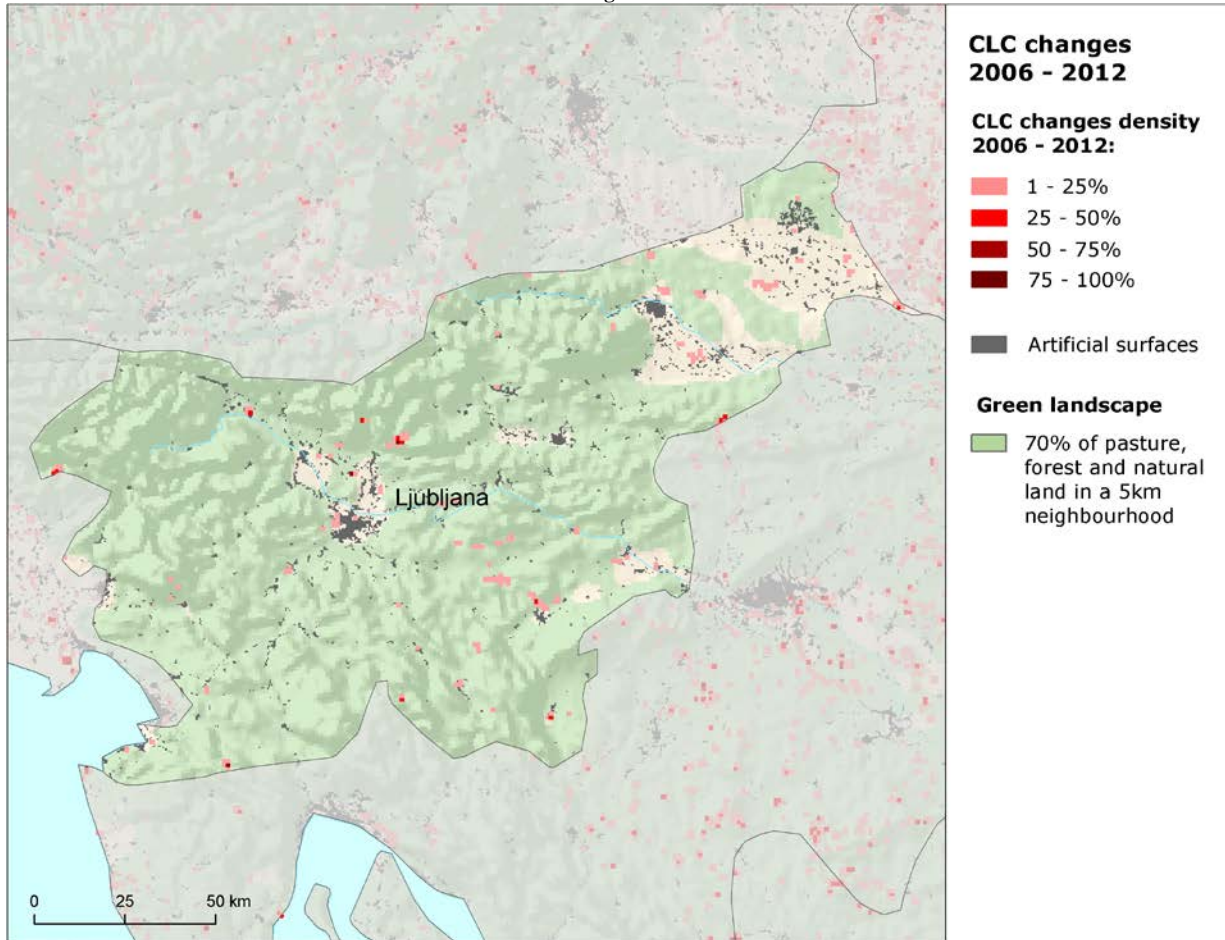 CLC changes
2006 - 2012
CLC changes density
2006 - 2012:
1 - 25%
25 - 50%
50 - 75%
75 - 100%
Artificial surfaces
Green landscape
70% of pasture,
forest and natural
land in a 5km
neighbourhood
Ljubljana
0 25 50 km